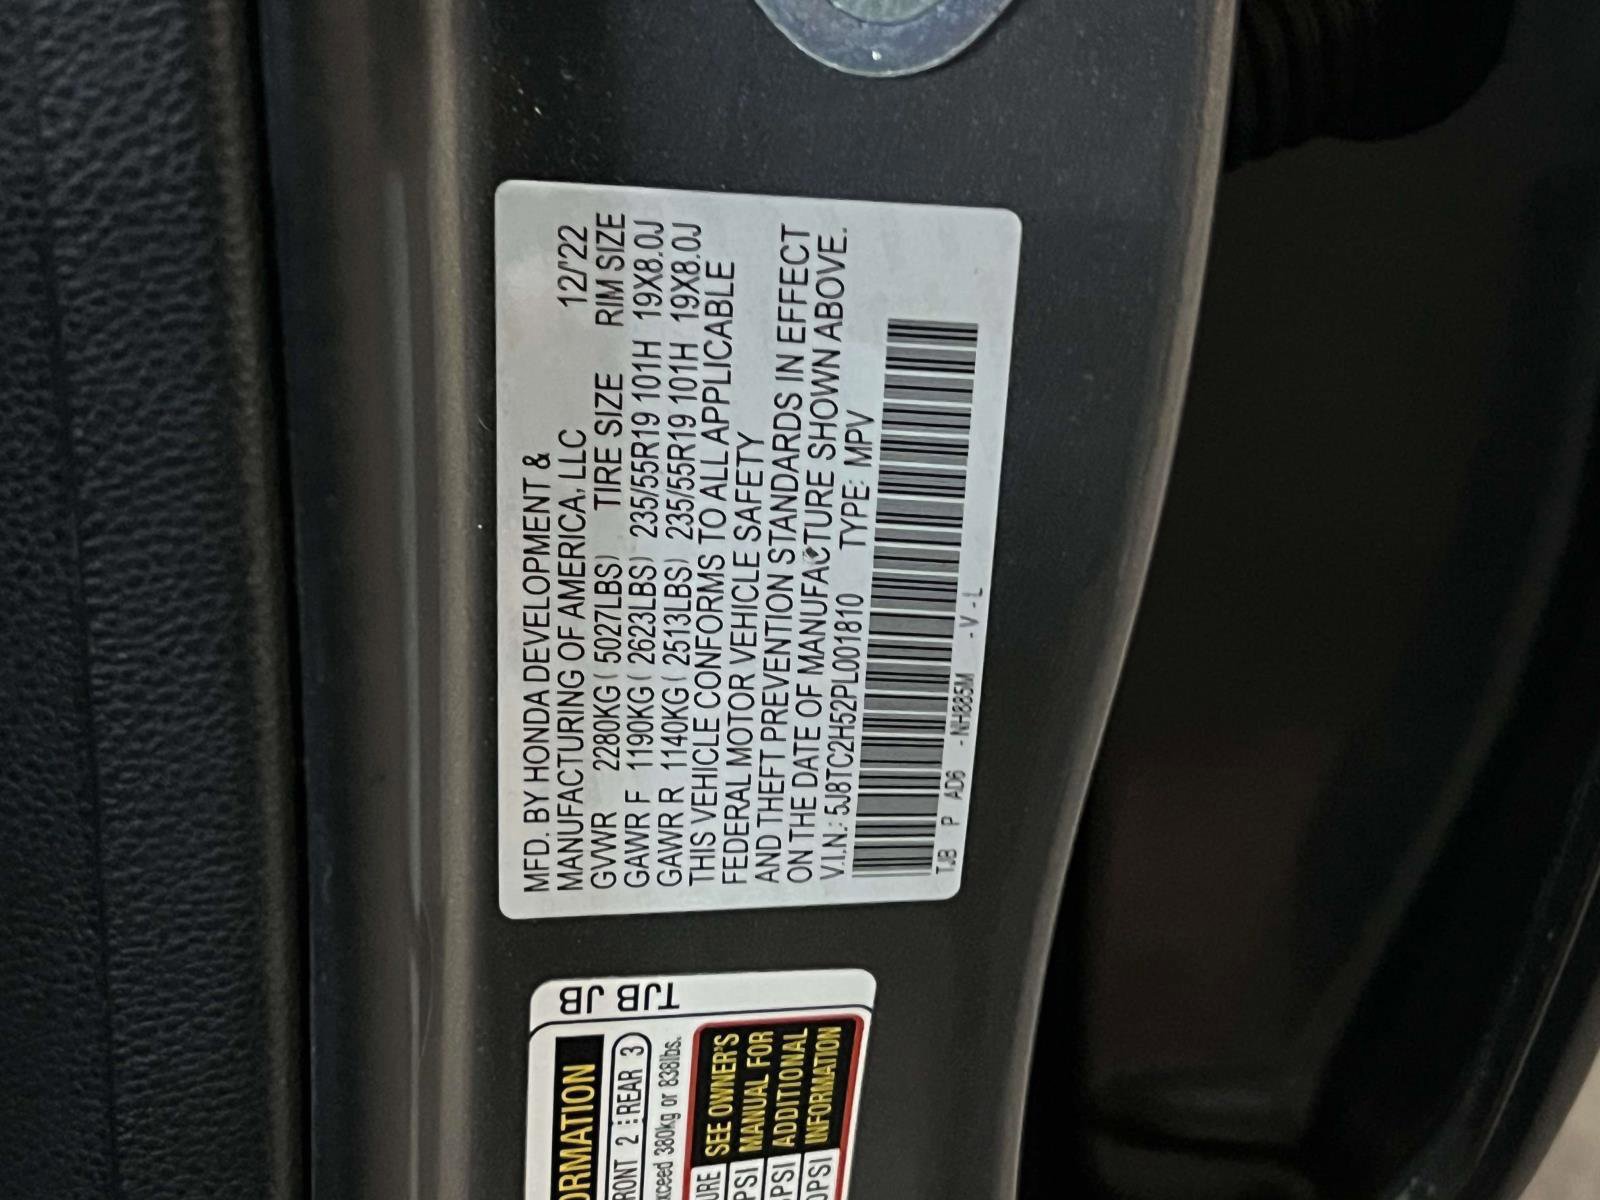 MFD. BY HONDA DEVELOPMENT &
MANUFACTURING OF AMERICA, LLC 12/'22
GVWR 2280KG ( 5027LBS) TIRE SIZE RIM SIZE
GAWR F 1190KG ( 2623LBS) 235/55R19 101H 19X8.0J
GAWR R 1140KG ( 2513LBS) 235/55R19 101H 19X8.0J
THIS VEHICLE CONFORMS TO ALL APPLICABLE
FEDERAL MOTOR VEHICLE SAFETY
AND THEFT PREVENTION STANDARDS IN EFFECT
ON THE DATE OF MANUFACTURE SHOWN ABOVE.
V.I.N.: 5J8TC2H52PL001810 TYPE: MPV
TJB P AD6 - NH885M - V - L
TJB JB
FRONT 2 REAR 3
exceed 380kg or 838lbs.
SEE OWNER'S
MANUAL FOR
ADDITIONAL
INFORMATION
PSI
PSI
PSI